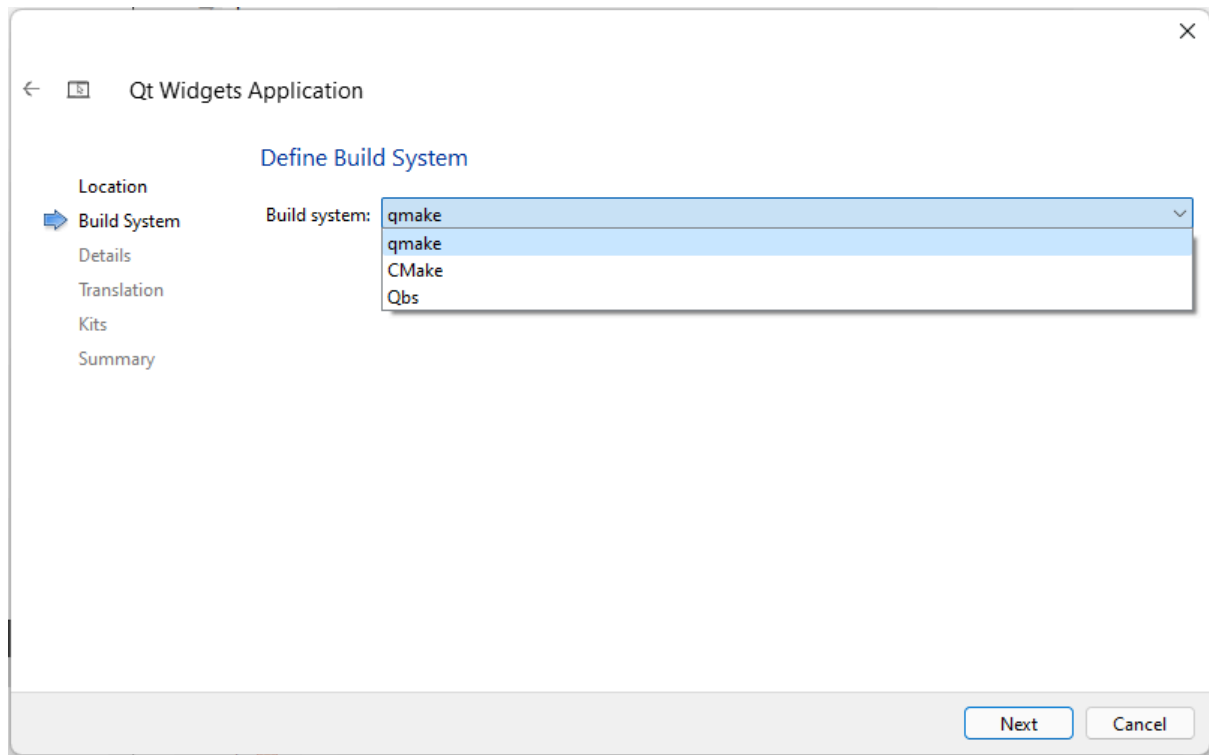 Qt Widgets Application
Define Build System
Location
Build System
Details
Translation
Kits
Summary
Build system: qmake
qmake
CMake
Qbs
Next Cancel